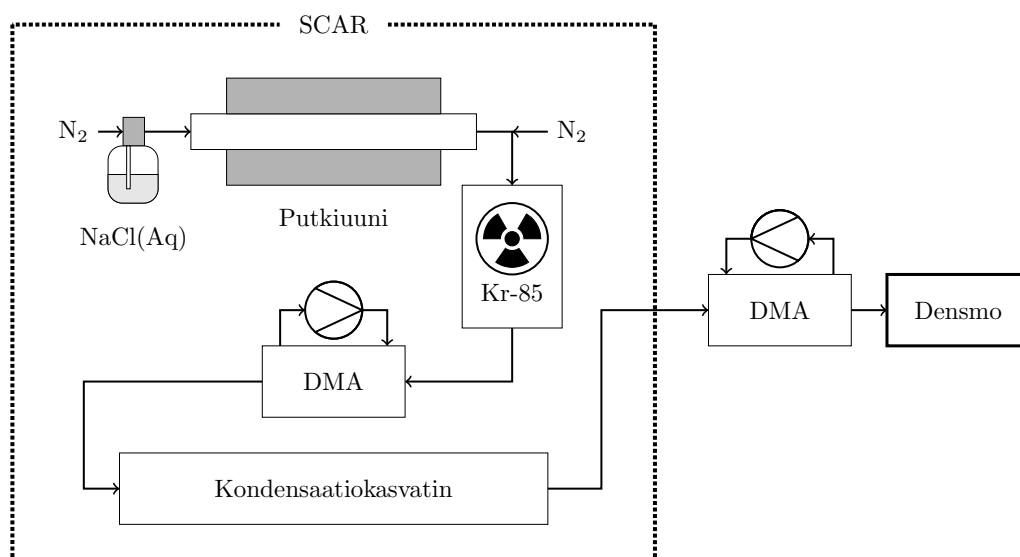 SCAR
N₂
N₂
NaCl(Aq)
Putkiuuni
Kr-85
DMA
DMA
Densmo
Kondensaatiokasvatin